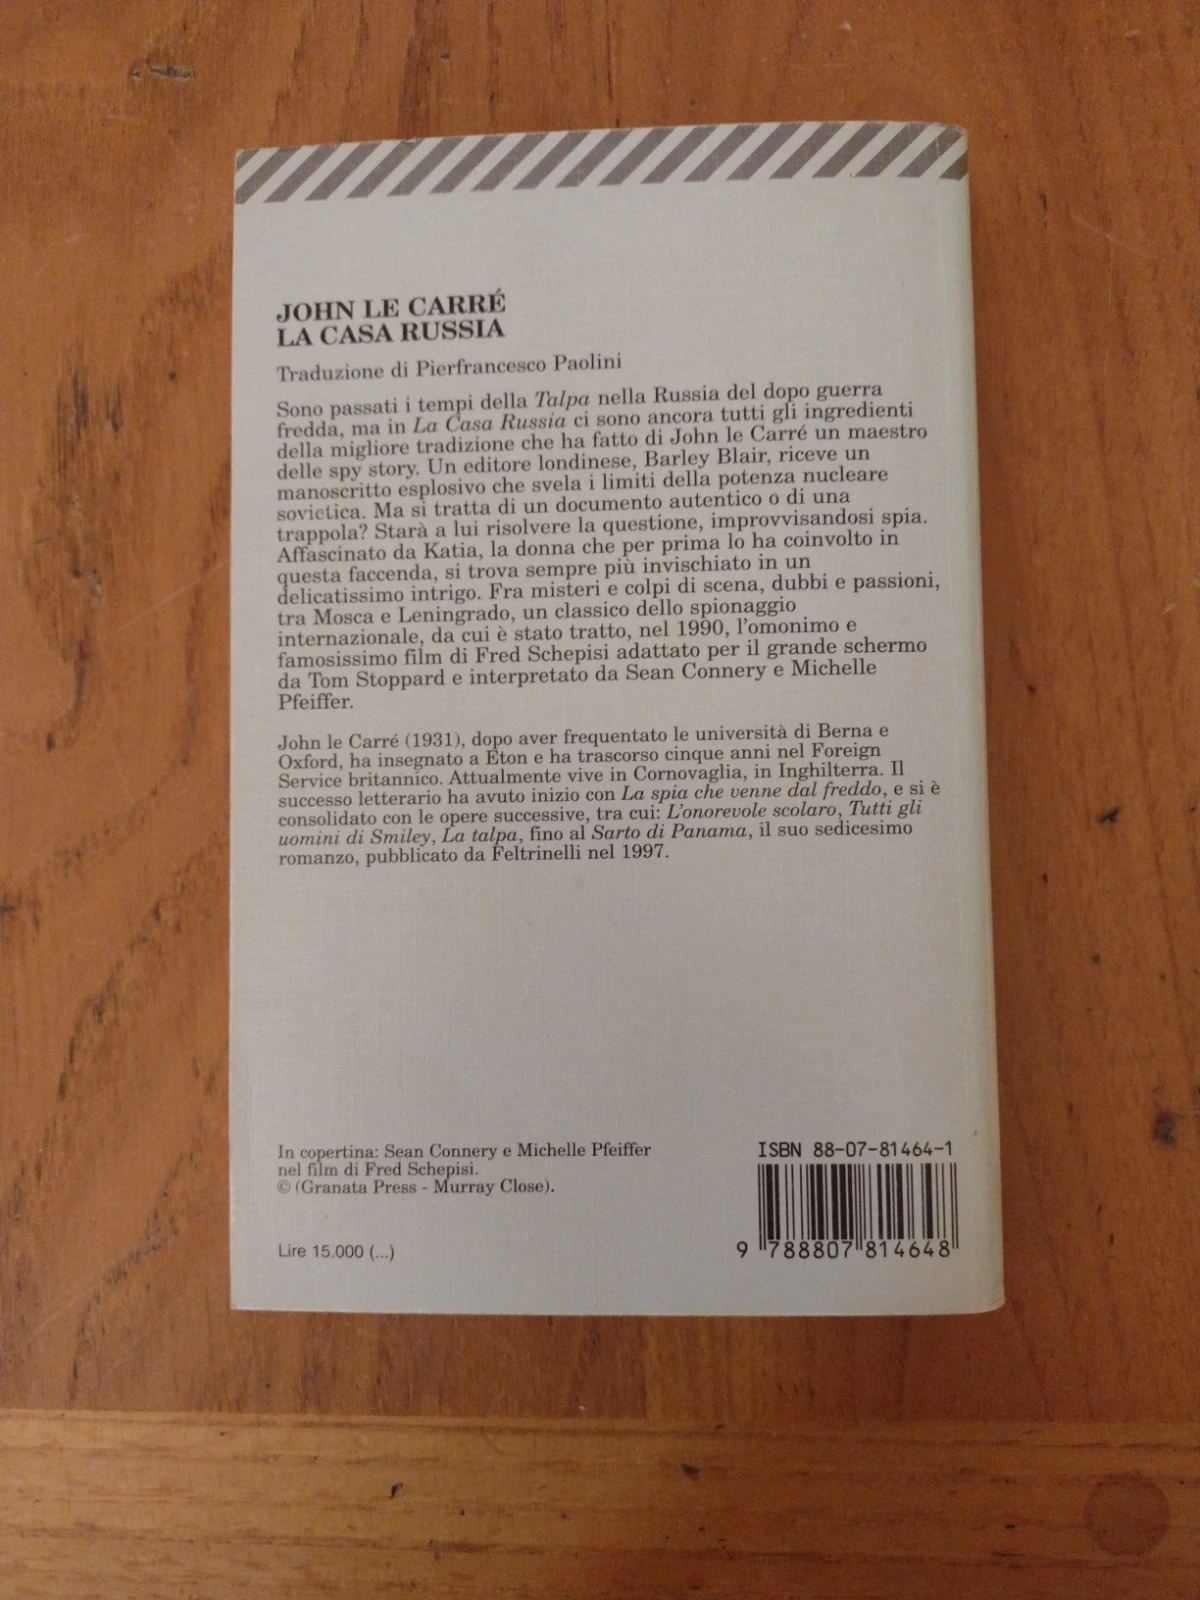 JOHN LE CARRÉ
LA CASA RUSSIA
Traduzione di Pierfrancesco Paolini
Sono passati i tempi della Talpa nella Russia del dopo guerra
fredda, ma in La Casa Russia ci sono ancora tutti gli ingredienti
della migliore tradizione che ha fatto di John le Carré un maestro
delle spy story. Un editore londinese, Barley Blair, riceve un
manoscritto esplosivo che svela i limiti della potenza nucleare
sovietica. Ma si tratta di un documento autentico o di una
trappola? Starà a lui risolvere la questione, improvvisandosi spia.
Affascinato da Katia, la donna che per prima lo ha coinvolto in
questa faccenda, si trova sempre più invischiato in un
delicatissimo intrigo. Fra misteri e colpi di scena, dubbi e passioni,
tra Mosca e Leningrado, un classico dello spionaggio
internazionale, da cui è stato tratto, nel 1990, l'omonimo e
famosissimo film di Fred Schepisi adattato per il grande schermo
da Tom Stoppard e interpretato da Sean Connery e Michelle
Pfeiffer.
John le Carré (1931), dopo aver frequentato le università di Berna e
Oxford, ha insegnato a Eton e ha trascorso cinque anni nel Foreign
Service britannico. Attualmente vive in Cornovaglia, in Inghilterra. Il
successo letterario ha avuto inizio con La spia che venne dal freddo, e si è
consolidato con le opere successive, tra cui: L'onorevole scolaro, Tutti gli
uomini di Smiley, La talpa, fino al Sarto di Panama, il suo sedicesimo
romanzo, pubblicato da Feltrinelli nel 1997.
In copertina: Sean Connery e Michelle Pfeiffer
nel film di Fred Schepisi.
© (Granata Press - Murray Close).
Lire 15.000 (...)
ISBN 88-07-81464-1
9 788807 814648